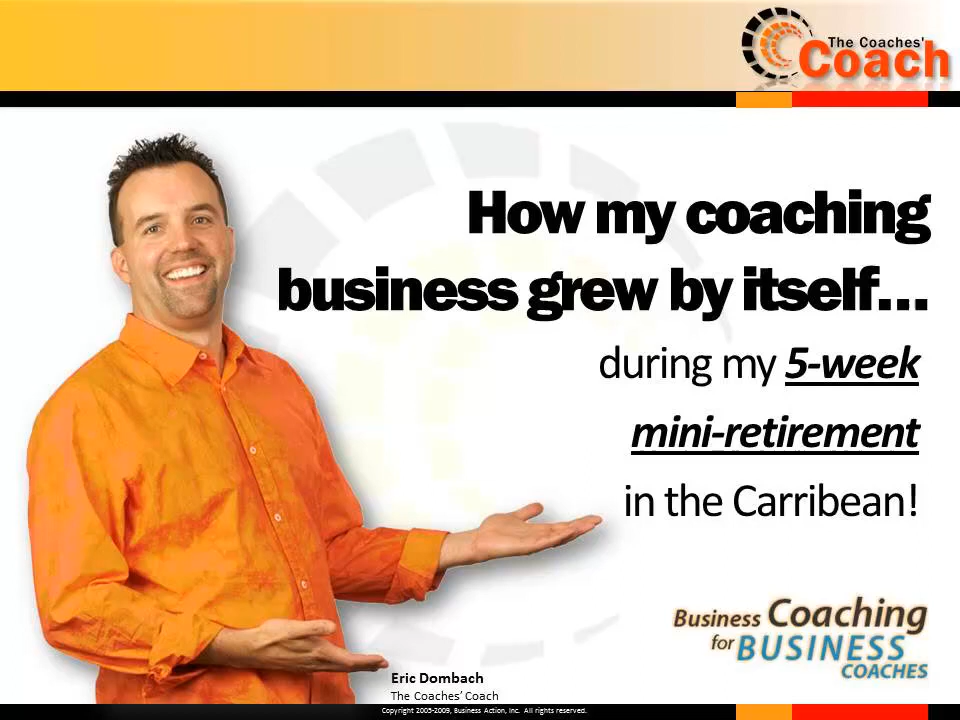 The Coaches'
Coach
How my coaching
business grew by itself...
during my 5-week
mini-retirement
in the Carribean!
Business Coaching
for BUSINESS
COACHES
Eric Dombach
The Coaches' Coach
Copyright 2005-2009, Business Action, Inc. All rights reserved.